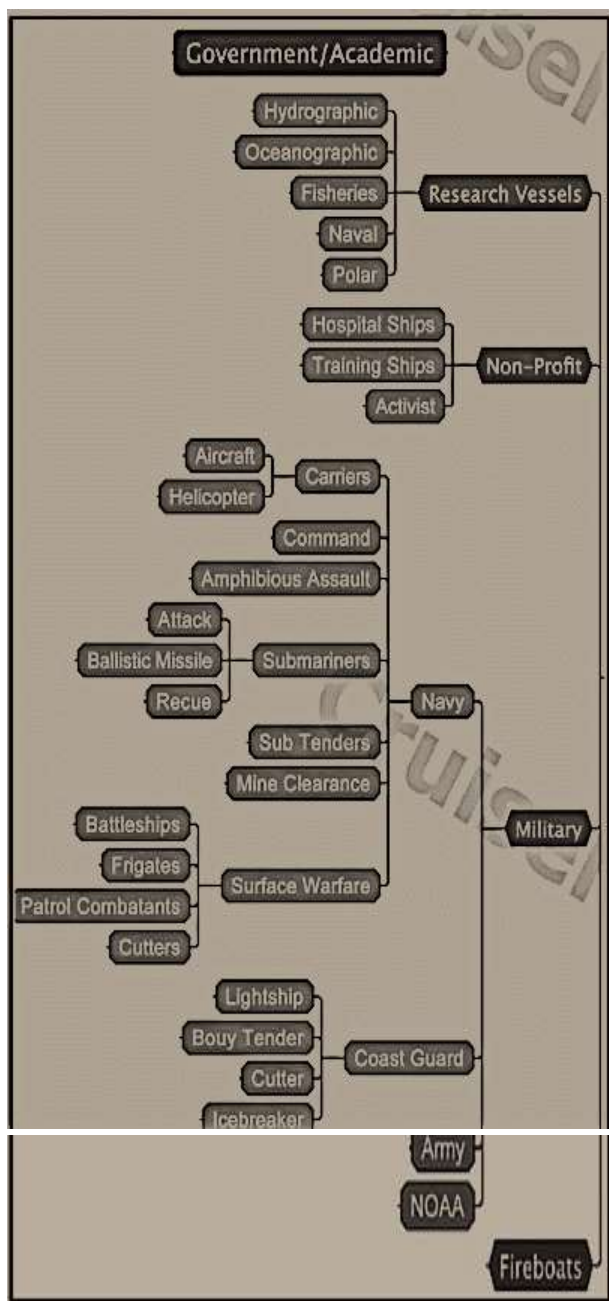 Government/Academic
Hydrographic
Oceanographic
Fisheries
Research Vessels
Naval
Polar
Hospital Ships
Training Ships
Non-Profit
Activist
Aircraft
Carriers
Helicopter
Command
Amphibious Assault
Attack
Ballistic Missile
Submariners
Recue
Navy
Sub Tenders
Mine Clearance
Battleships
Military
Frigates
Surface Warfare
Patrol Combatants
Cutters
Lightship
Bouy Tender
Coast Guard
Cutter
Icebreaker
Army
NOAA
Fireboats
Cruiser